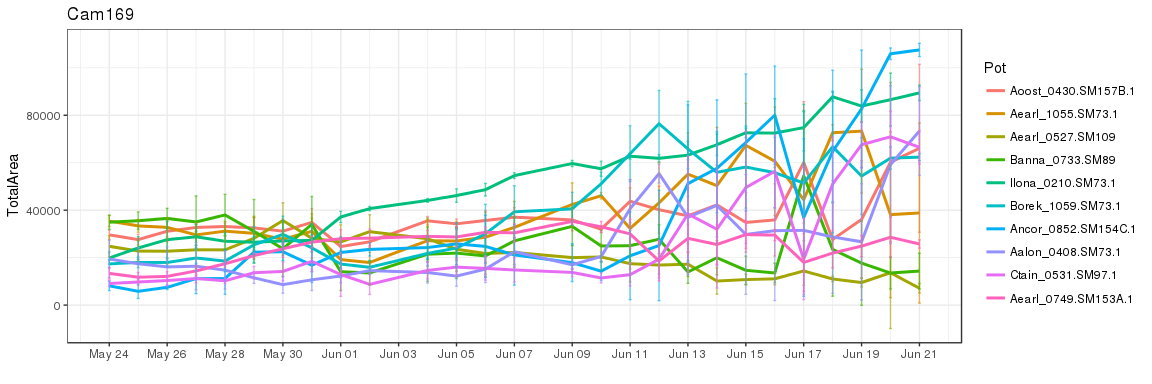 Cam169
TotalArea
80000
40000
0
May 24 May 26 May 28 May 30 Jun 01 Jun 03 Jun 05 Jun 07 Jun 09 Jun 11 Jun 13 Jun 15 Jun 17 Jun 19 Jun 21
Pot
Aoost_0430.SM157B.1
Aearl_1055.SM73.1
Aearl_0527.SM109
Banna_0733.SM89
Ilona_0210.SM73.1
Borek_1059.SM73.1
Ancor_0852.SM154C.1
Aalon_0408.SM73.1
Ctain_0531.SM97.1
Aearl_0749.SM153A.1